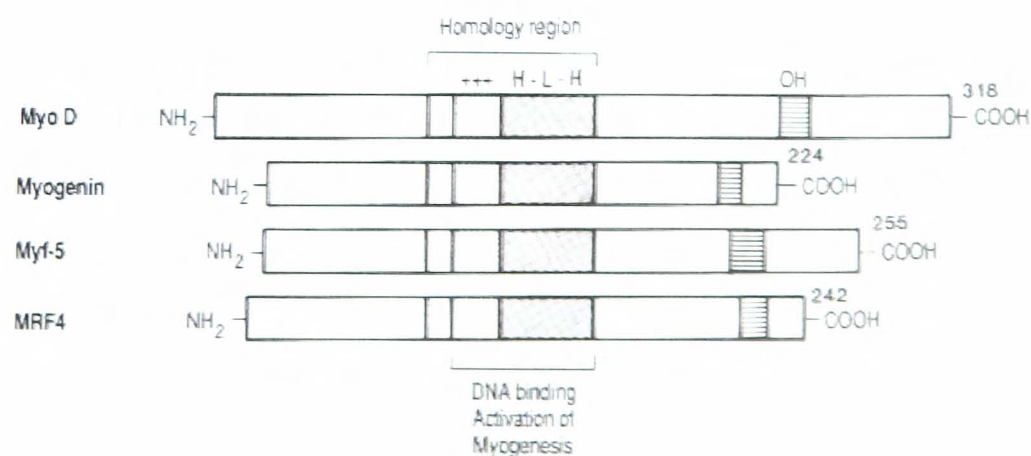 Homology region
+++ H - L - H OH
Myo D NH2 318 COOH
Myogenin NH2 224 COOH
Myf-5 NH2 255 COOH
MRF4 NH2 242 COOH
DNA binding
Activation of
Myogenesis